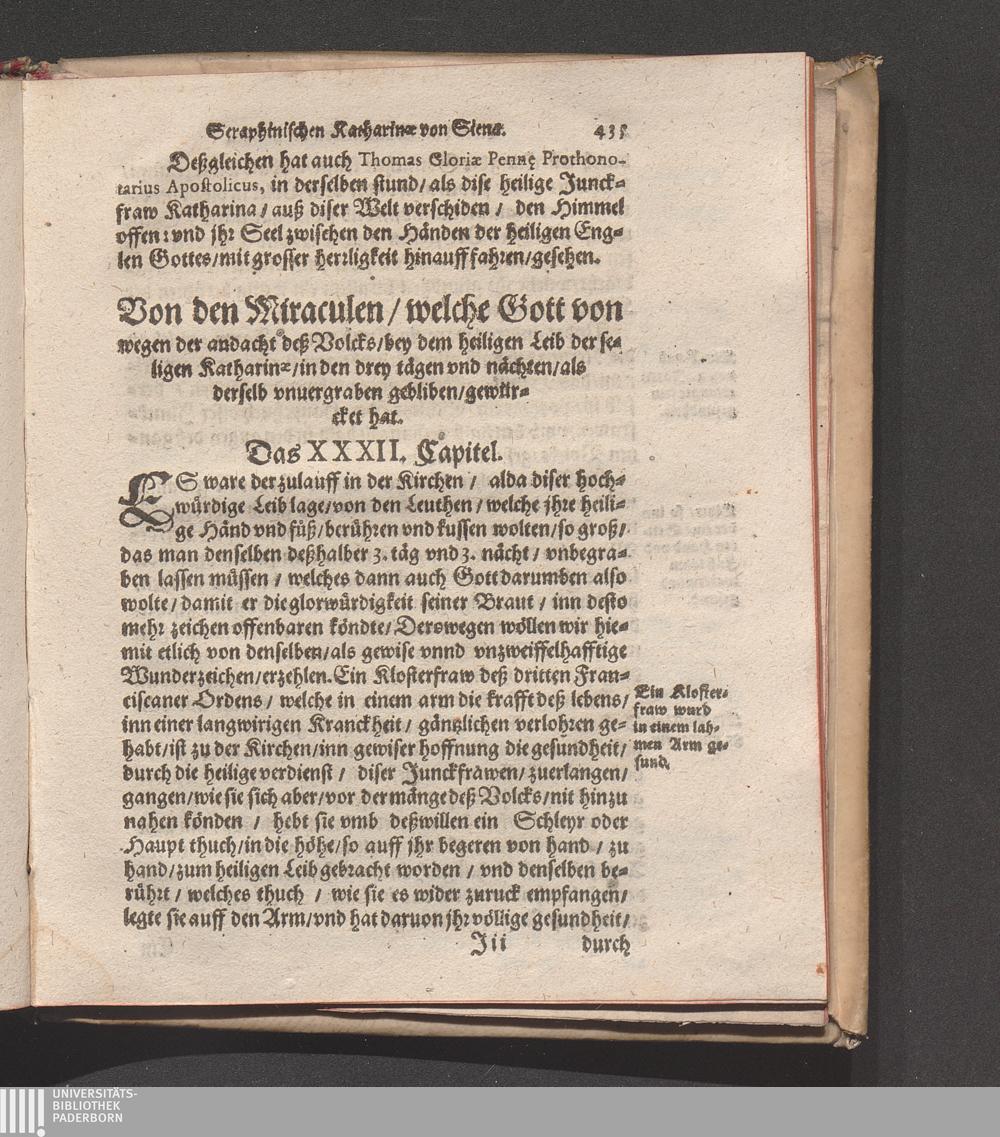 Seraphinischen Katharinæ von Siena. 435
Deßgleichen hat auch Thomas Gloriæ Pennę Prothono-
tarius Apostolicus, in derselben stund/ als dise heilige Junck-
fraw Katharina/ auß diser Welt verschiden/ den Himmel
offen: vnd jhr Seel zwischen den Händen der heiligen Eng-
len Gottes/ mit grosser herrligkeit hinauff fahren/ gesehen.
Von den Miraculen/ welche Gott von
wegen der andacht deß Volcks/ bey dem heiligen Leib der se-
ligen Katharinæ/ in den drey tägen vnd nächten/ als
derselb vnuergraben gebliben/ gewür-
cket hat.
Das XXXII. Capitel.
ES ware der zulauff in der Kirchen/ alda diser hoch-
würdige Leib lage/ von den Leuthen/ welche jhre heili-
ge Händ vnd füß/ berühren vnd kussen wolten/ so groß/
das man denselben deßhalber 3. täg vnd 3. nächt/ vnbegra-
ben lassen müssen/ welches dann auch Gott darumben also
wolte/ damit er die glorwürdigkeit seiner Braut/ inn desto
mehr zeichen offenbaren köndte/ Derowegen wöllen wir hie-
mit etlich von denselben/ als gewise vnnd vnzweiffelhafftige
Wunderzeichen/ erzehlen. Ein Klosterfraw deß dritten Fran-
ciscaner Ordens/ welche in einem arm die krafft deß lebens/
inn einer langwirigen Kranckheit/ gäntzlichen verlohren ge-
habt/ ist zu der Kirchen/ inn gewiser hoffnung die gesundheit/
durch die heilige verdienst/ diser Junckfrawen/ zuerlangen/
gangen/ wie sie sich aber/ vor der mänge deß Volcks/ nit hinzu
nahen könden/ hebt sie vmb deßwillen ein Schleyr oder
Haupt thuch/ in die höhe/ so auff jhr begeren von hand/ zu
hand/ zum heiligen Leib gebracht worden/ vnd denselben be-
rührt/ welches thuch/ wie sie es wider zuruck empfangen/
legte sie auff den Arm/ vnd hat daruon jhr völlige gesundheit/
Jii durch
Ein Kloster-
fraw wurd
in einem lah-
men Arm ge-
sund.
UNIVERSITÄTS-
BIBLIOTHEK
PADERBORN